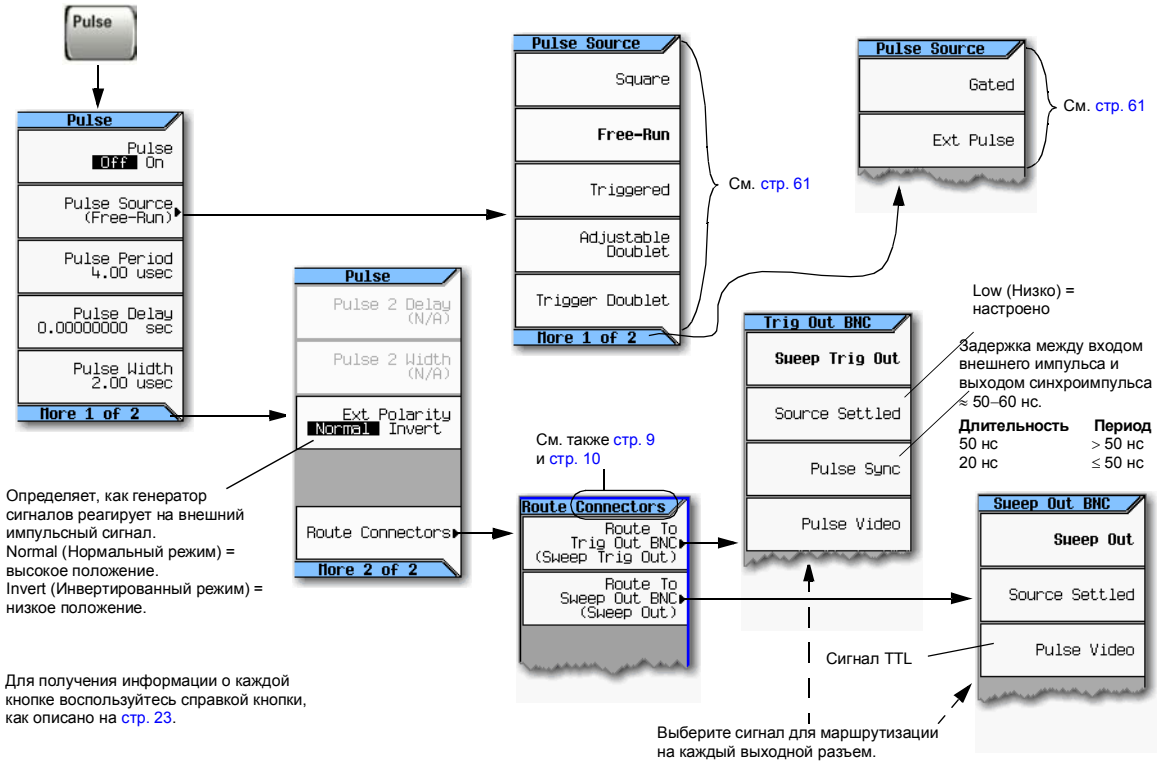 Pulse
Pulse
Pulse
Off On
Pulse Source
(Free-Run)
Pulse Period
4.00 usec
Pulse Delay
0.00000000 sec
Pulse Width
2.00 usec
More 1 of 2
Pulse Source
Square
Free-Run
Triggered
Adjustable
Doublet
Trigger Doublet
More 1 of 2
См. стр. 61
Pulse Source
Gated
Ext Pulse
См. стр. 61
Pulse
Pulse 2 Delay
(N/A)
Pulse 2 Width
(N/A)
Ext Polarity
Normal Invert
Route Connectors
More 2 of 2
Определяет, как генератор
сигналов реагирует на внешний
импульсный сигнал.
Normal (Нормальный режим) =
высокое положение.
Invert (Инвертированный режим) =
низкое положение.
См. также стр. 9
и стр. 10
Route Connectors
Route To
Trig Out BNC
(Sweep Trig Out)
Route To
Sweep Out BNC
(Sweep Out)
Trig Out BNC
Sweep Trig Out
Source Settled
Pulse Sync
Pulse Video
Low (Низко) =
настроено
Задержка между входом
внешнего импульса и
выходом синхроимпульса
≈ 50–60 нс.
Длительность Период
50 нс > 50 нс
20 нс ≤ 50 нс
Sweep Out BNC
Sweep Out
Source Settled
Pulse Video
Сигнал TTL
Выберите сигнал для маршрутизации
на каждый выходной разъем.
Для получения информации о каждой
кнопке воспользуйтесь справкой кнопки,
как описано на стр. 23.